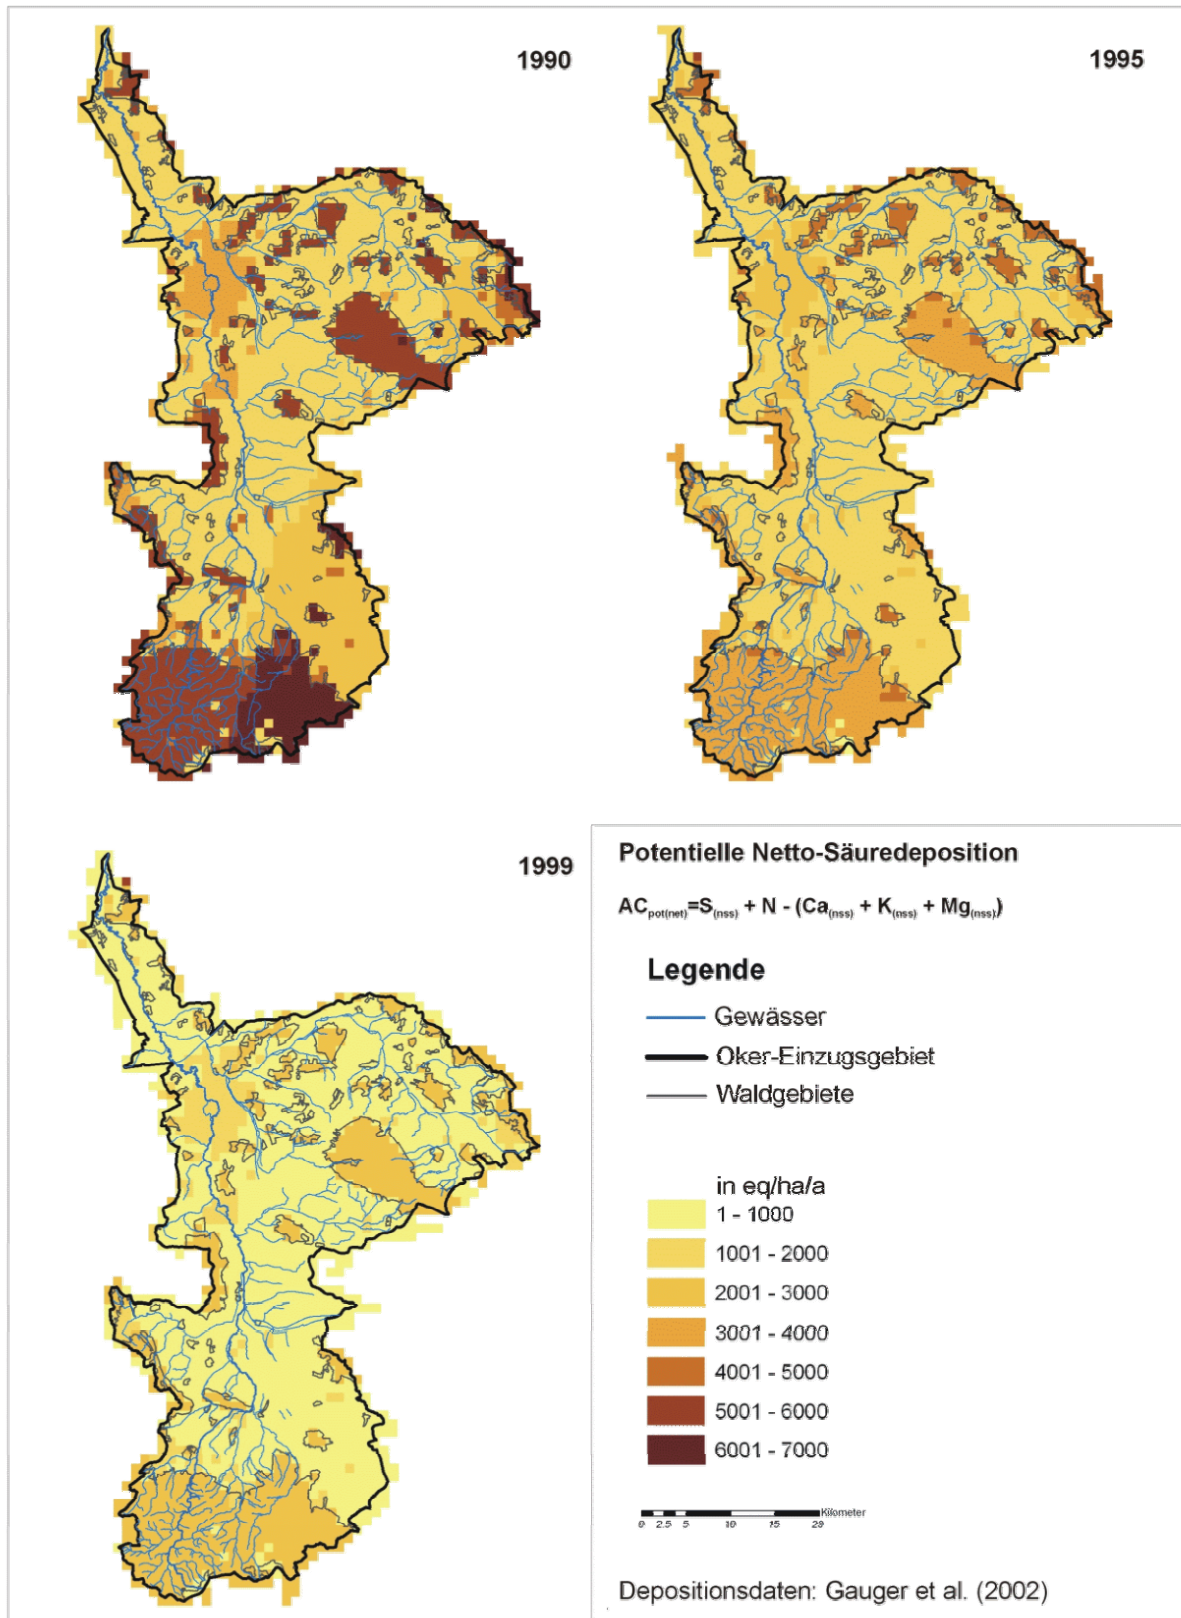 1990
1995
1999
Potentielle Netto-Säuredeposition
ACpot(net)=S(nss) + N - (Ca(nss) + K(nss) + Mg(nss))
Legende
Gewässer
Oker-Einzugsgebiet
Waldgebiete
in eq/ha/a
1 - 1000
1001 - 2000
2001 - 3000
3001 - 4000
4001 - 5000
5001 - 6000
6001 - 7000
Kilometer
0 2.5 5 10 15 20
Depositionsdaten: Gauger et al. (2002)